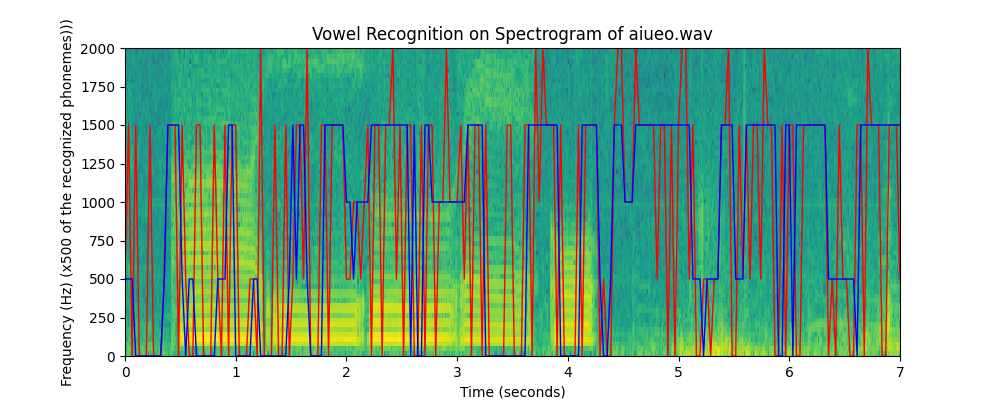 Vowel Recognition on Spectrogram of aiueo.wav
Frequency (Hz) (x500 of the recognized phonemes)))
2000
1750
1500
1250
1000
750
500
250
0
0 1 2 3 4 5 6 7
Time (seconds)